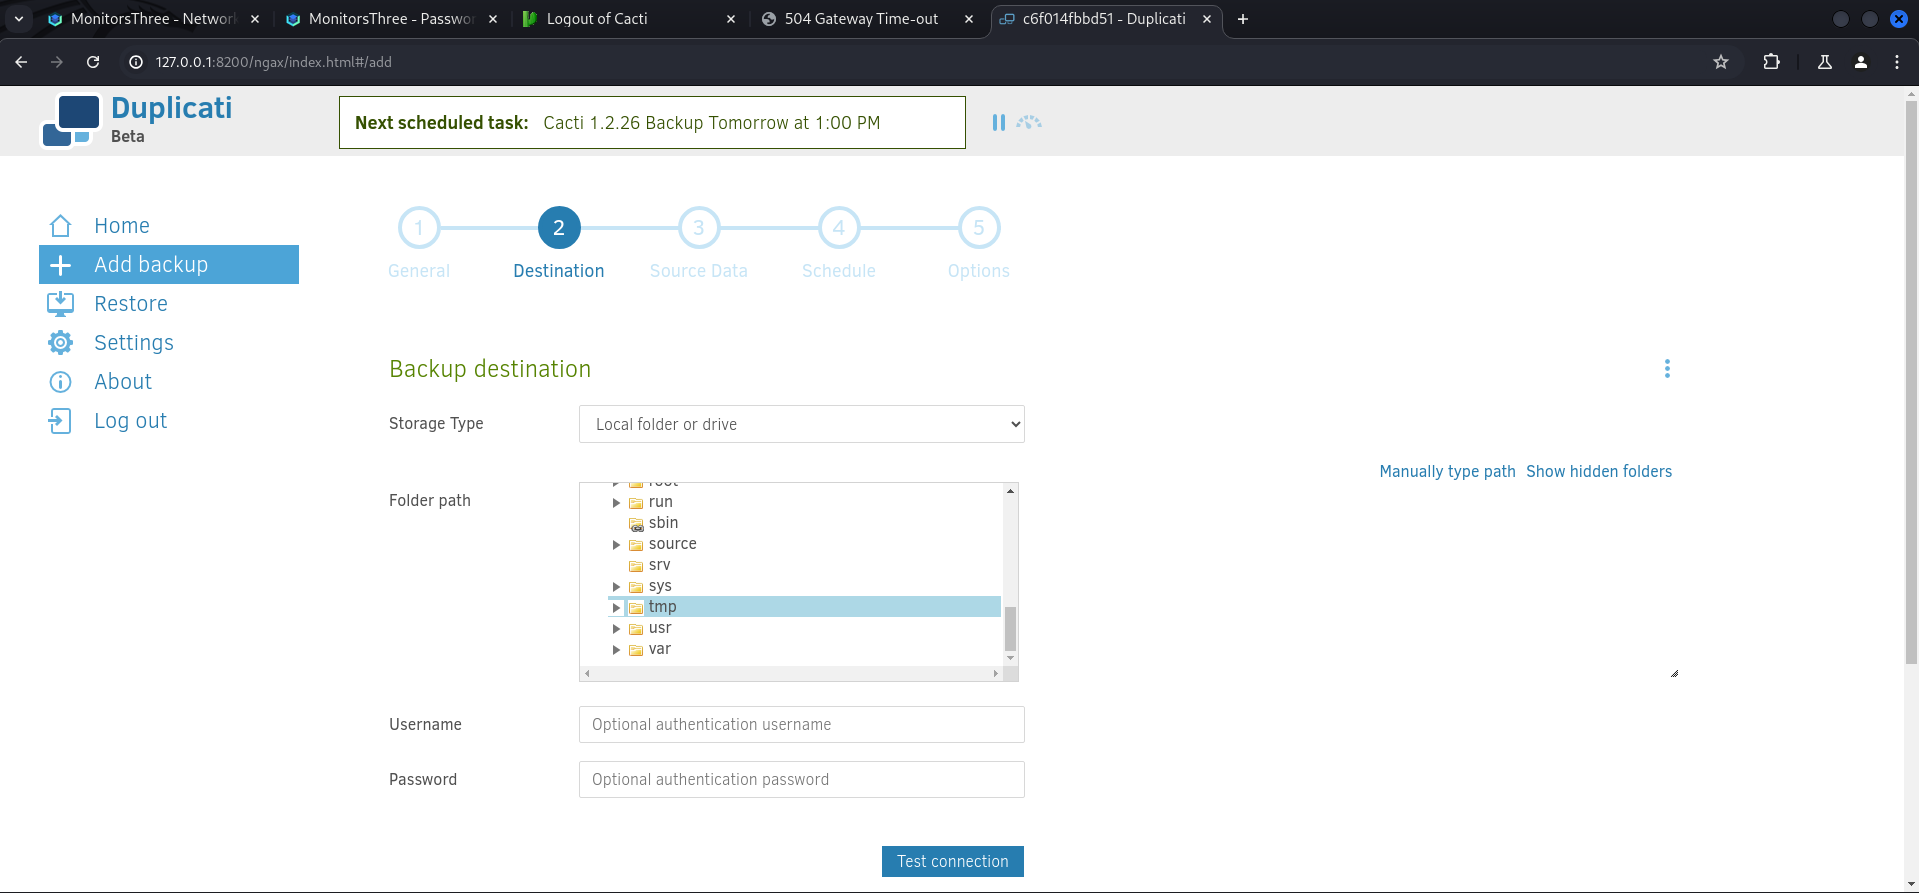 MonitorsThree - Networ
MonitorsThree - Passwor
Logout of Cacti
504 Gateway Time-out
c6f014fbbd51 - Duplicati
127.0.0.1:8200/ngax/index.html#/add
Duplicati
Beta
Next scheduled task: Cacti 1.2.26 Backup Tomorrow at 1:00 PM
Home
Add backup
Restore
Settings
About
Log out
1 2 3 4 5
General Destination Source Data Schedule Options
Backup destination
Storage Type Local folder or drive
Manually type path Show hidden folders
Folder path
root
run
sbin
source
srv
sys
tmp
usr
var
Username Optional authentication username
Password Optional authentication password
Test connection